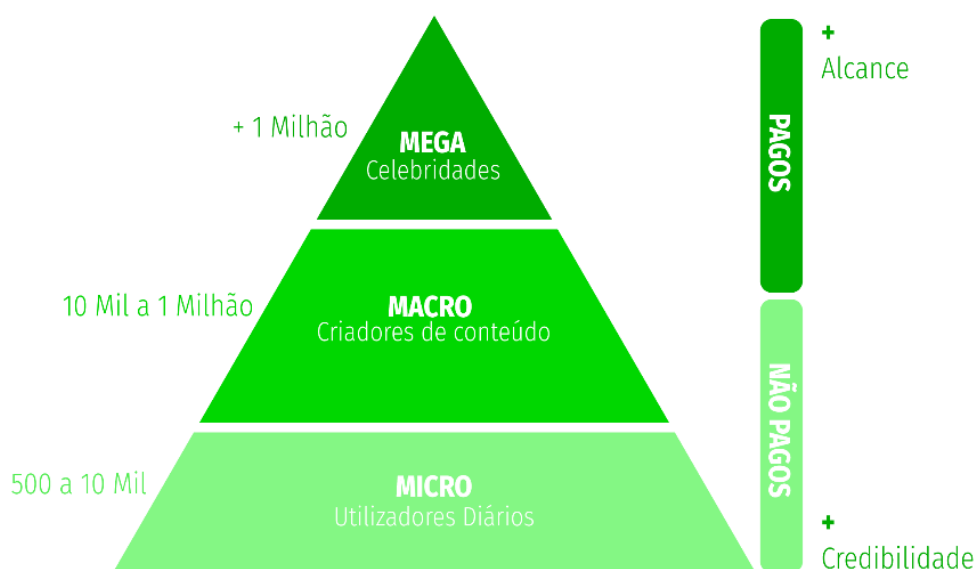 + 1 Milhão
MEGA
Celebridades
10 Mil a 1 Milhão
MACRO
Criadores de conteúdo
500 a 10 Mil
MICRO
Utilizadores Diários
PAGOS
NÃO PAGOS
+
Alcance
+
Credibilidade